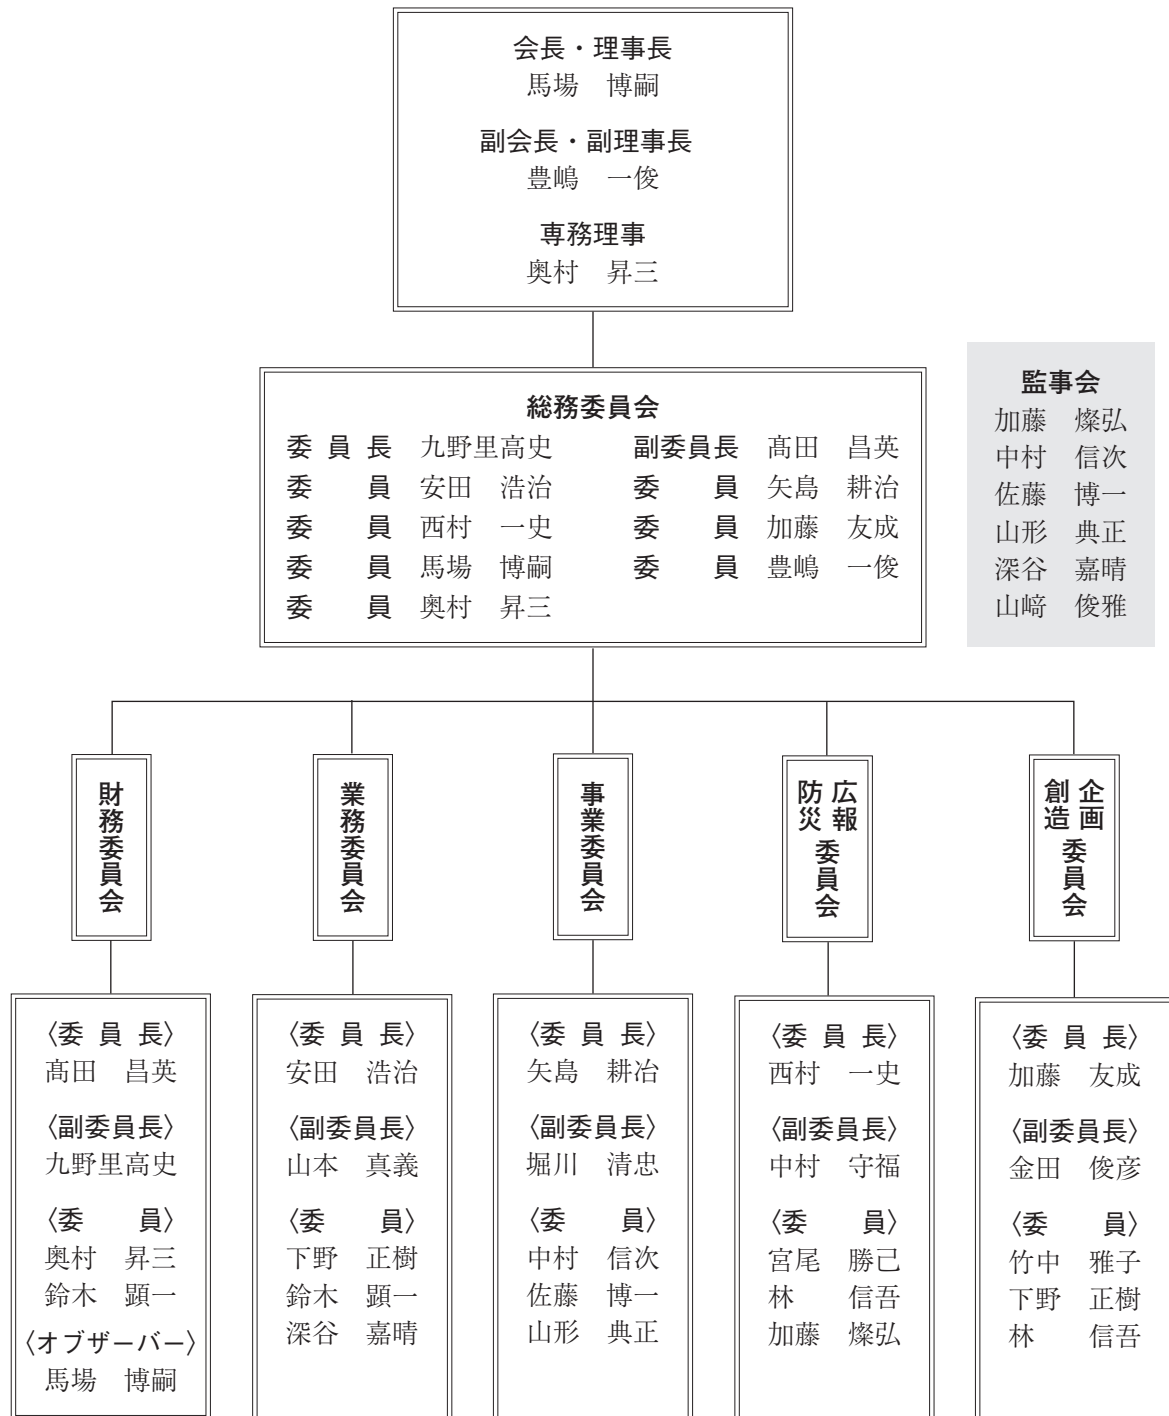 会長・理事長
馬場　博嗣
副会長・副理事長
豊嶋　一俊
専務理事
奥村　昇三
総務委員会
委員長　九野里高史　副委員長　髙田　昌英
委員　安田　浩治　委員　矢島　耕治
委員　西村　一史　委員　加藤　友成
委員　馬場　博嗣　委員　豊嶋　一俊
委員　奥村　昇三
監事会
加藤　燦弘
中村　信次
佐藤　博一
山形　典正
深谷　嘉晴
山﨑　俊雅
財務委員会
〈委員長〉
髙田　昌英
〈副委員長〉
九野里高史
〈委員〉
奥村　昇三
鈴木　顕一
〈オブザーバー〉
馬場　博嗣
業務委員会
〈委員長〉
安田　浩治
〈副委員長〉
山本　真義
〈委員〉
下野　正樹
鈴木　顕一
深谷　嘉晴
事業委員会
〈委員長〉
矢島　耕治
〈副委員長〉
堀川　清忠
〈委員〉
中村　信次
佐藤　博一
山形　典正
広報
防災
委員会
〈委員長〉
西村　一史
〈副委員長〉
中村　守福
〈委員〉
宮尾　勝己
林　信吾
加藤　燦弘
企画
創造
委員会
〈委員長〉
加藤　友成
〈副委員長〉
金田　俊彦
〈委員〉
竹中　雅子
下野　正樹
林　信吾